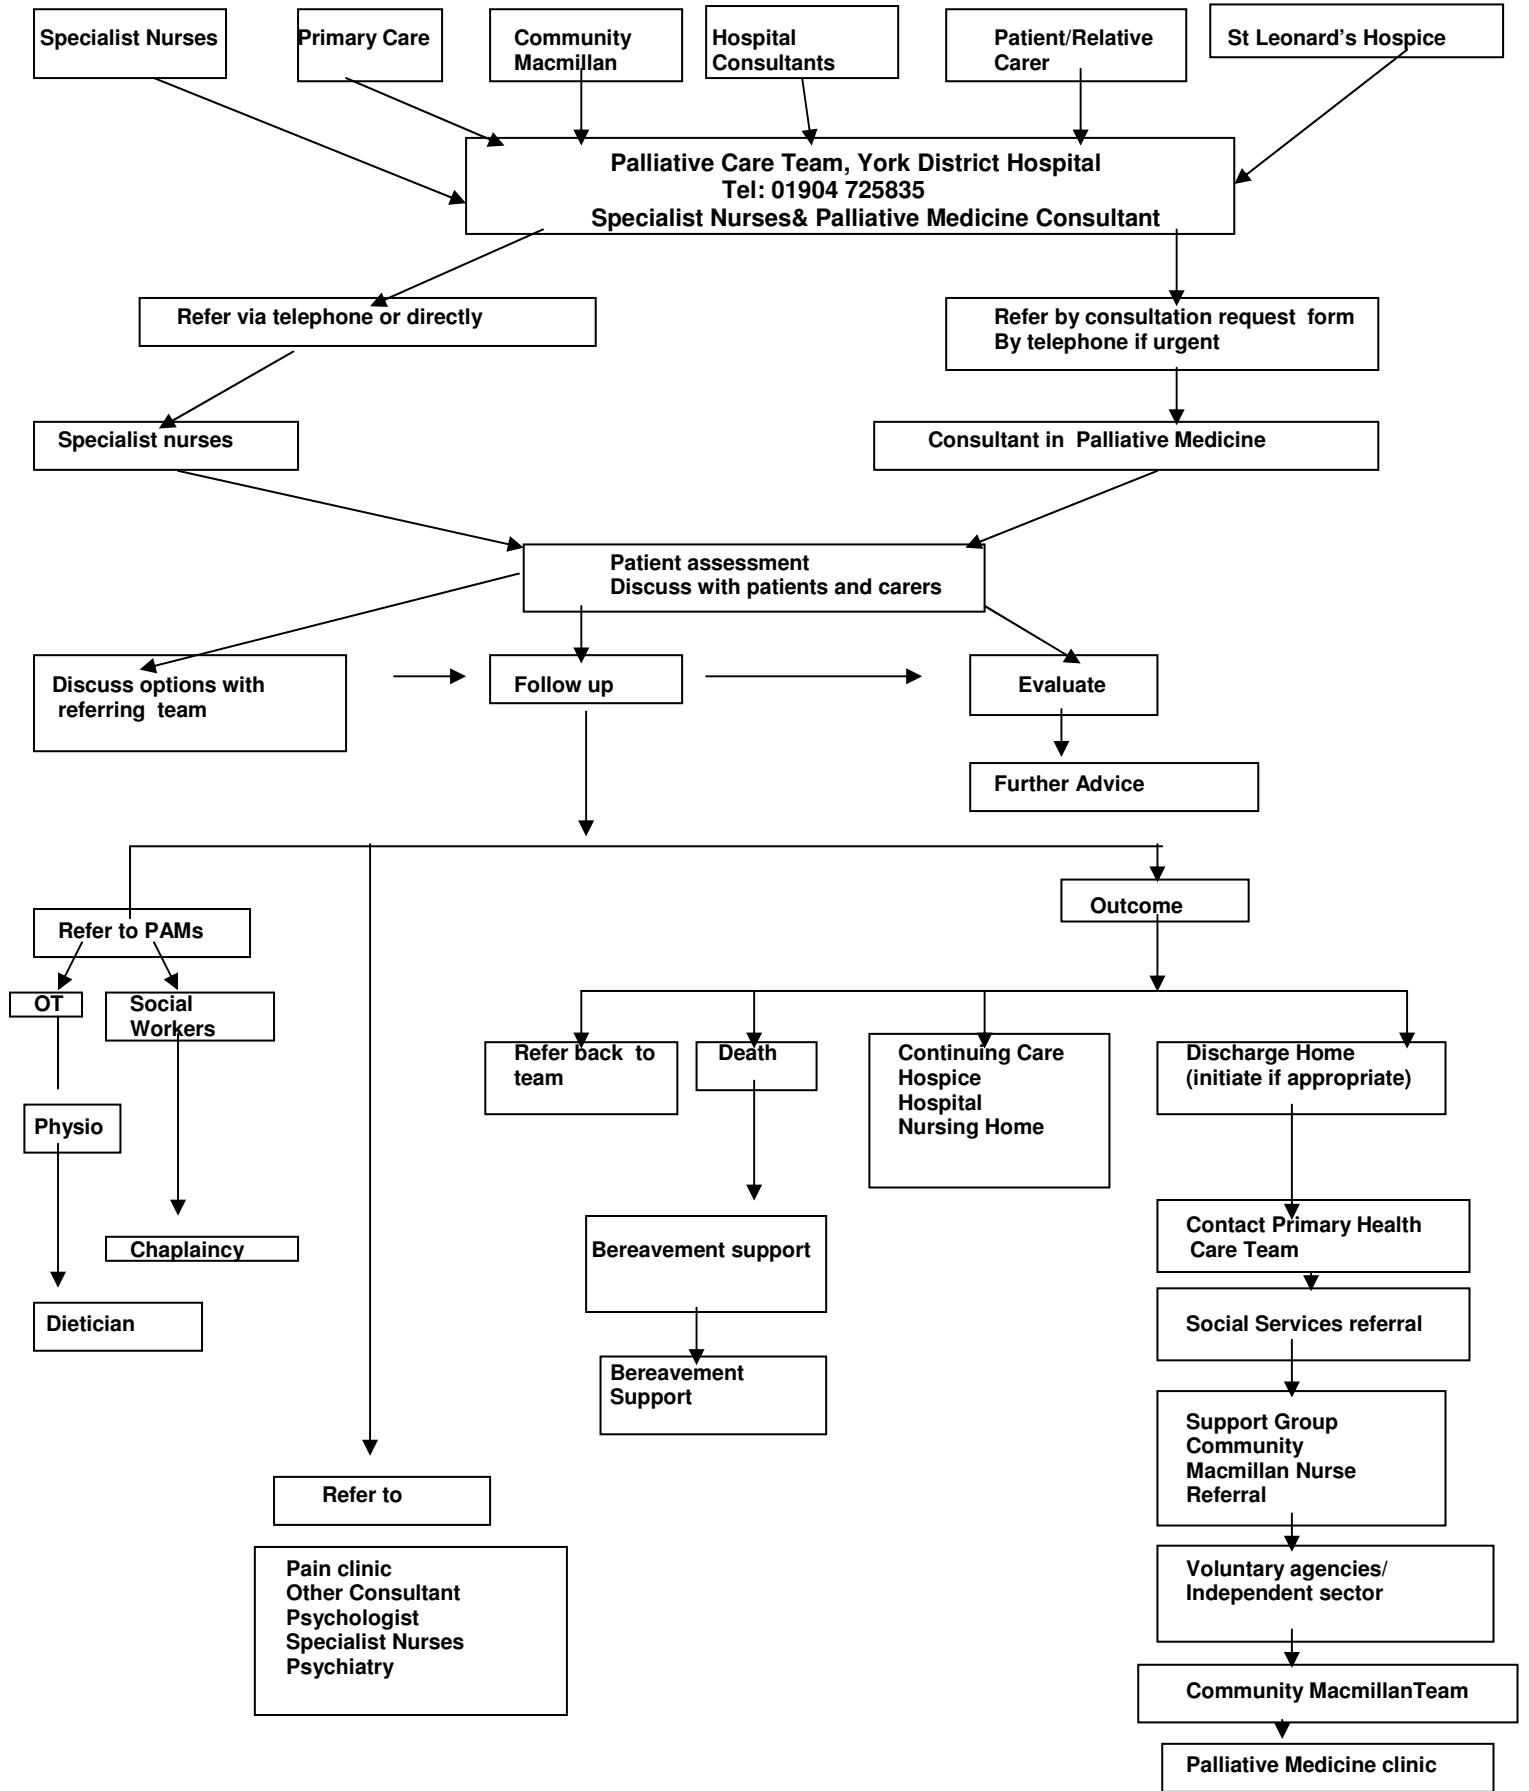 Specialist Nurses
Primary Care
Community
Macmillan
Hospital
Consultants
Patient/Relative
Carer
St Leonard's Hospice
Palliative Care Team, York District Hospital
Tel: 01904 725835
Specialist Nurses& Palliative Medicine Consultant
Refer via telephone or directly
Refer by consultation request form
By telephone if urgent
Specialist nurses
Consultant in Palliative Medicine
Patient assessment
Discuss with patients and carers
Discuss options with
referring team
Follow up
Evaluate
Further Advice
Outcome
Refer to PAMs
OT
Social
Workers
Physio
Chaplaincy
Dietician
Refer back to
team
Death
Continuing Care
Hospice
Hospital
Nursing Home
Discharge Home
(initiate if appropriate)
Bereavement support
Bereavement
Support
Contact Primary Health
Care Team
Social Services referral
Support Group
Community
Macmillan Nurse
Referral
Refer to
Pain clinic
Other Consultant
Psychologist
Specialist Nurses
Psychiatry
Voluntary agencies/
Independent sector
Community MacmillanTeam
Palliative Medicine clinic